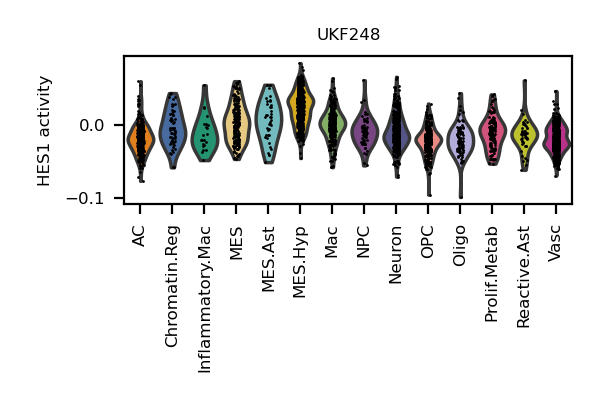 UKF248
HES1 activity
0.0
−0.1
AC
Chromatin.Reg
Inflammatory.Mac
MES
MES.Ast
MES.Hyp
Mac
NPC
Neuron
OPC
Oligo
Prolif.Metab
Reactive.Ast
Vasc